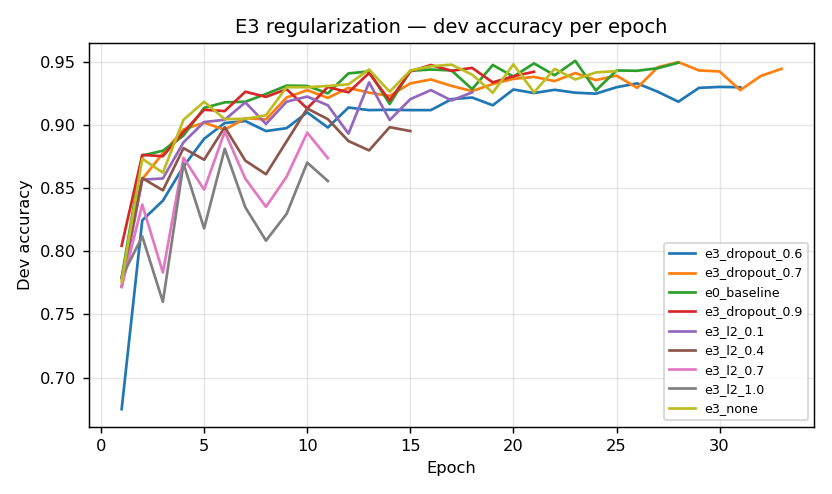 E3 regularization — dev accuracy per epoch
Dev accuracy
0.95
0.90
0.85
0.80
0.75
0.70
0
5
10
15
20
25
30
Epoch
e3_dropout_0.6
e3_dropout_0.7
e0_baseline
e3_dropout_0.9
e3_l2_0.1
e3_l2_0.4
e3_l2_0.7
e3_l2_1.0
e3_none